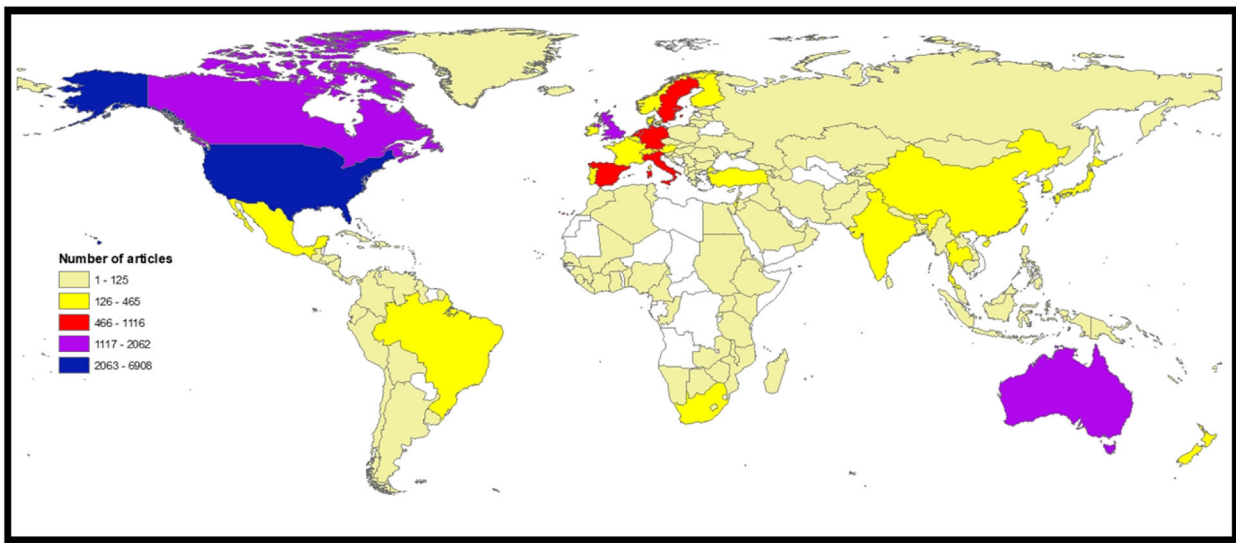 Number of articles
1 - 125
126 - 465
466 - 1116
1117 - 2062
2063 - 6908